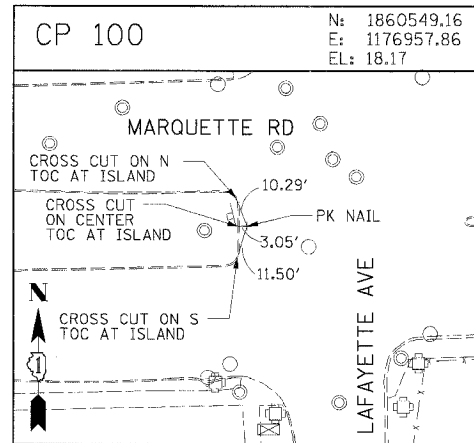 CP 100
N: 1860549.16
E: 1176957.86
EL: 18.17
MARQUETTE RD
CROSS CUT ON N
TOC AT ISLAND
10.29'
CROSS CUT
ON CENTER
TOC AT ISLAND
PK NAIL
3.05'
11.50'
CROSS CUT ON S
TOC AT ISLAND
LAFAYETTE AVE
N
1